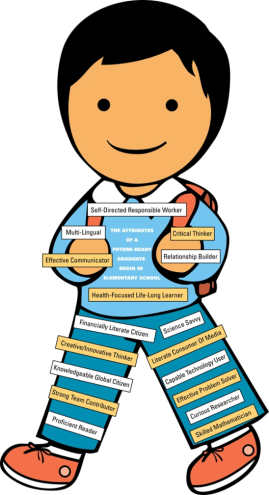 Self-Directed Responsible Worker
Multi-Lingual
THE ATTRIBUTES
OF A
FUTURE-READY
GRADUATE
BEGIN IN
ELEMENTARY SCHOOL
Critical Thinker
Effective Communicator
Relationship Builder
Health-Focused Life-Long Learner
Financially Literate Citizen
Creative/Innovative Thinker
Knowledgeable Global Citizen
Strong Team Contributor
Proficient Reader
Science Savvy
Literate Consumer Of Media
Capable Technology User
Effective Problem Solver
Curious Researcher
Skilled Mathematician